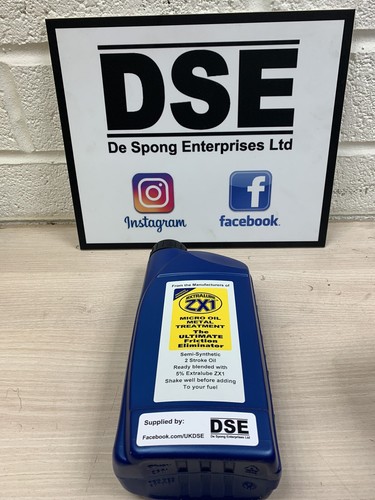 DSE
De Spong Enterprises Ltd
Instagram
facebook
From the Manufacturers of
EXTRALUBE
ZX1
MICRO OIL
METAL
TREATMENT
The
ULTIMATE
Friction
Eliminator
Semi-Synthetic
2 Stroke Oil
Ready blended with
5% Extralube ZX1
Shake well before adding
To your fuel
Supplied by:
DSE
De Spong Enterprises Ltd
Facebook.com/UKDSE